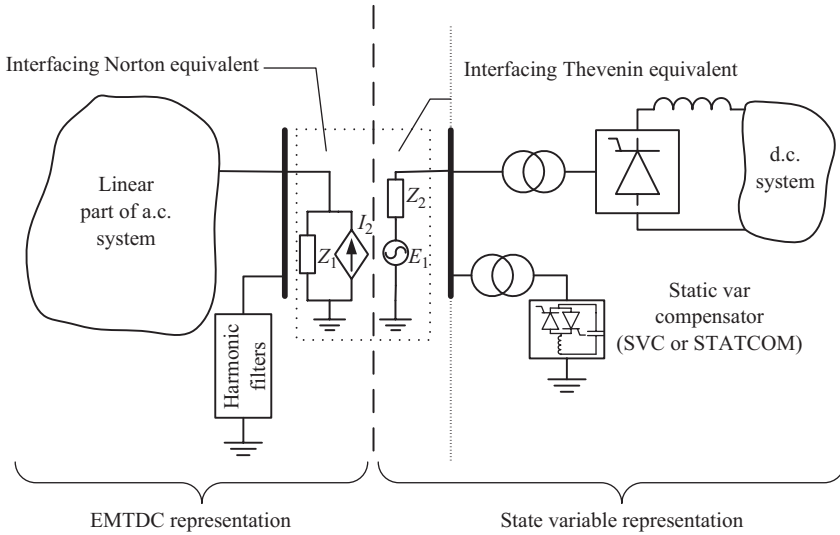 Interfacing Norton equivalent
Interfacing Thevenin equivalent
Linear
part of a.c.
system
Z1
I2
Z2
E1
d.c.
system
Harmonic
filters
Static var
compensator
(SVC or STATCOM)
EMTDC representation
State variable representation